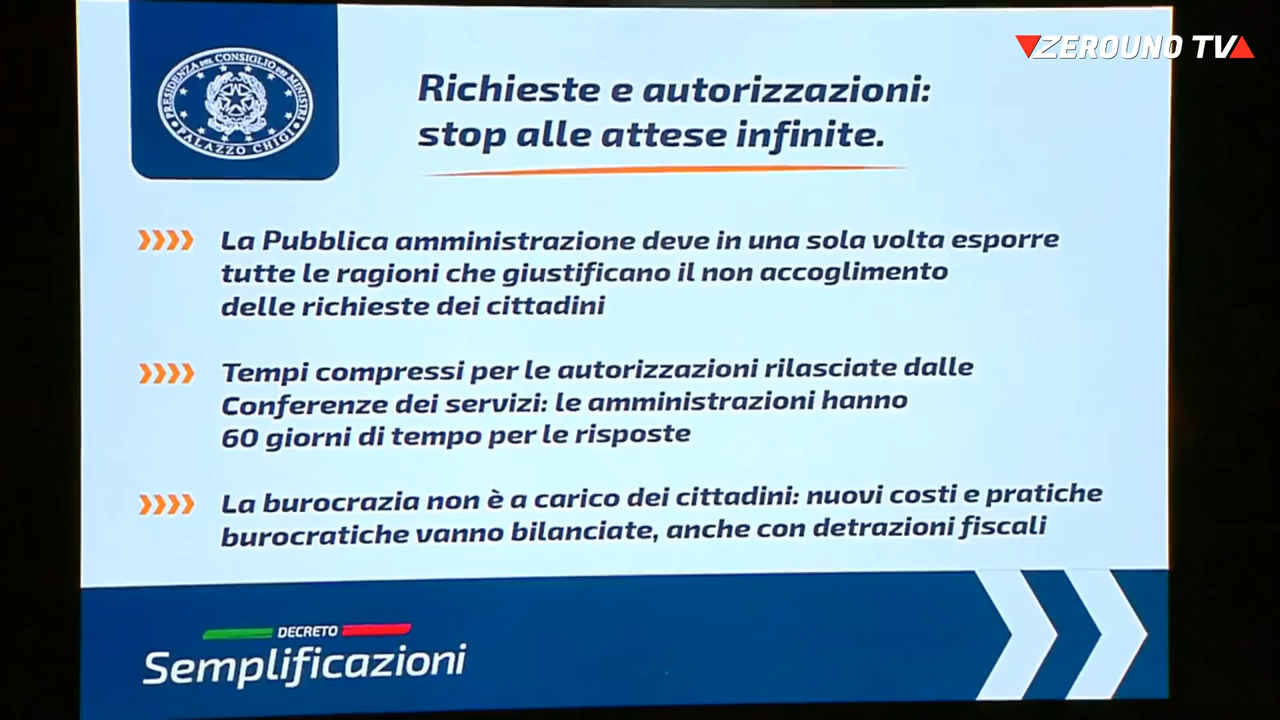 ZEROUNO TV
PRESIDENZA DEL CONSIGLIO DEI MINISTRI
PALAZZO CHIGI
Richieste e autorizzazioni:
stop alle attese infinite.
La Pubblica amministrazione deve in una sola volta esporre
tutte le ragioni che giustificano il non accoglimento
delle richieste dei cittadini
Tempi compressi per le autorizzazioni rilasciate dalle
Conferenze dei servizi: le amministrazioni hanno
60 giorni di tempo per le risposte
La burocrazia non è a carico dei cittadini: nuovi costi e pratiche
burocratiche vanno bilanciate, anche con detrazioni fiscali
DECRETO
Semplificazioni